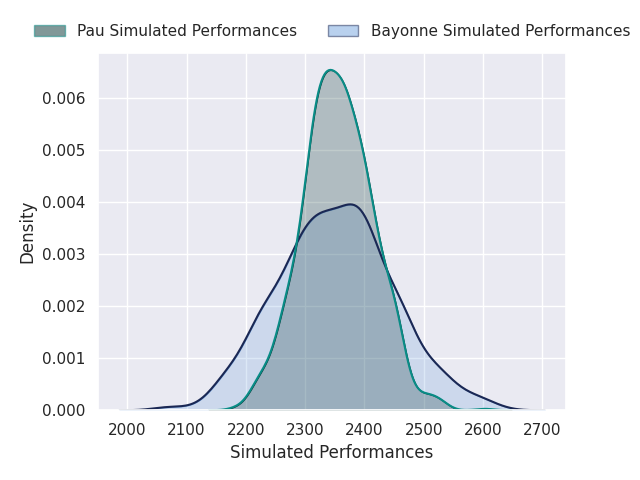 Pau Simulated Performances Bayonne Simulated Performances
0.006
0.005
0.004
0.003
0.002
0.001
0.000
Density
2000 2100 2200 2300 2400 2500 2600 2700
Simulated Performances